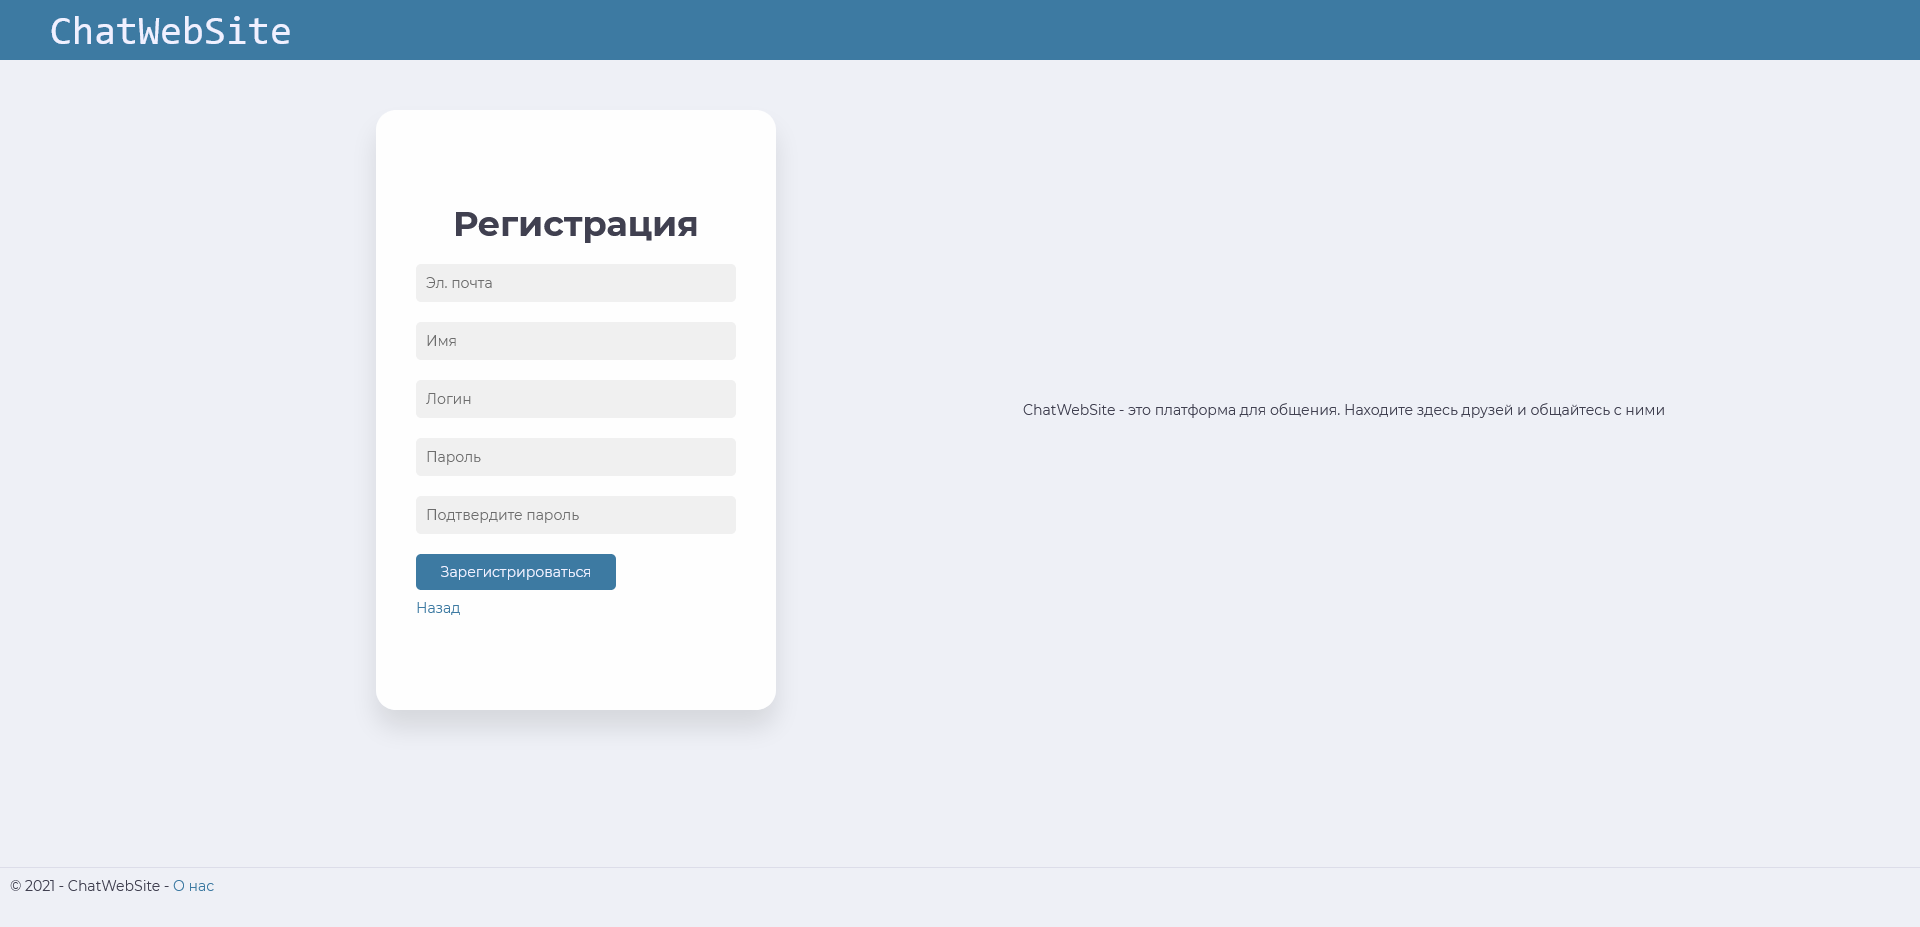 ChatWebSite
Регистрация
Эл. почта
Имя
Логин
Пароль
Подтвердите пароль
Зарегистрироваться
Назад
ChatWebSite - это платформа для общения. Находите здесь друзей и общайтесь с ними
© 2021 - ChatWebSite - О нас